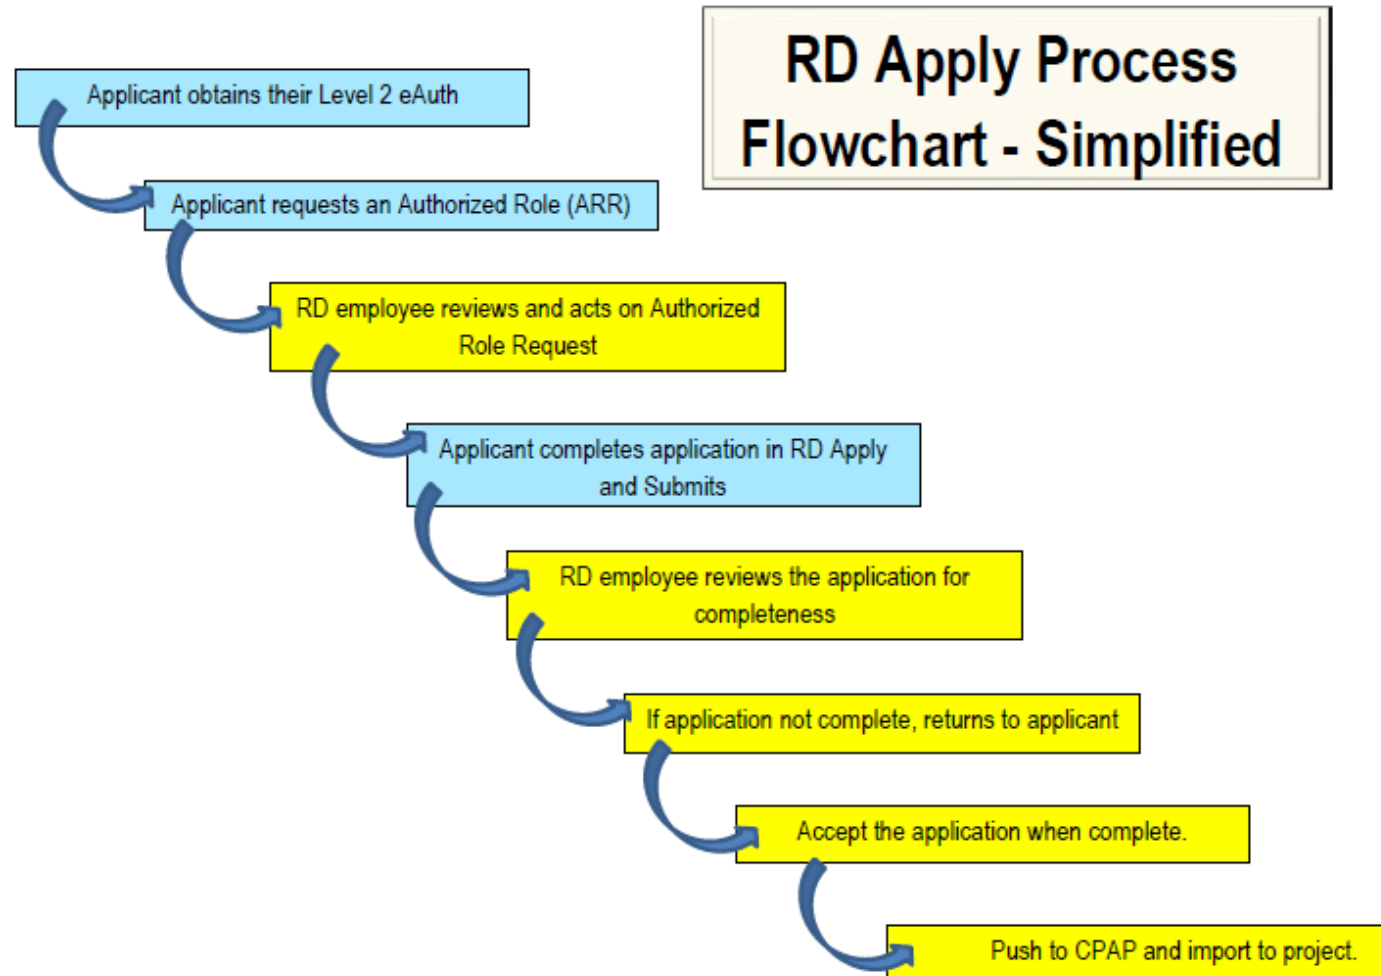 RD Apply Process
Flowchart - Simplified
Applicant obtains their Level 2 eAuth
Applicant requests an Authorized Role (ARR)
RD employee reviews and acts on Authorized
Role Request
Applicant completes application in RD Apply
and Submits
RD employee reviews the application for
completeness
If application not complete, returns to applicant
Accept the application when complete.
Push to CPAP and import to project.